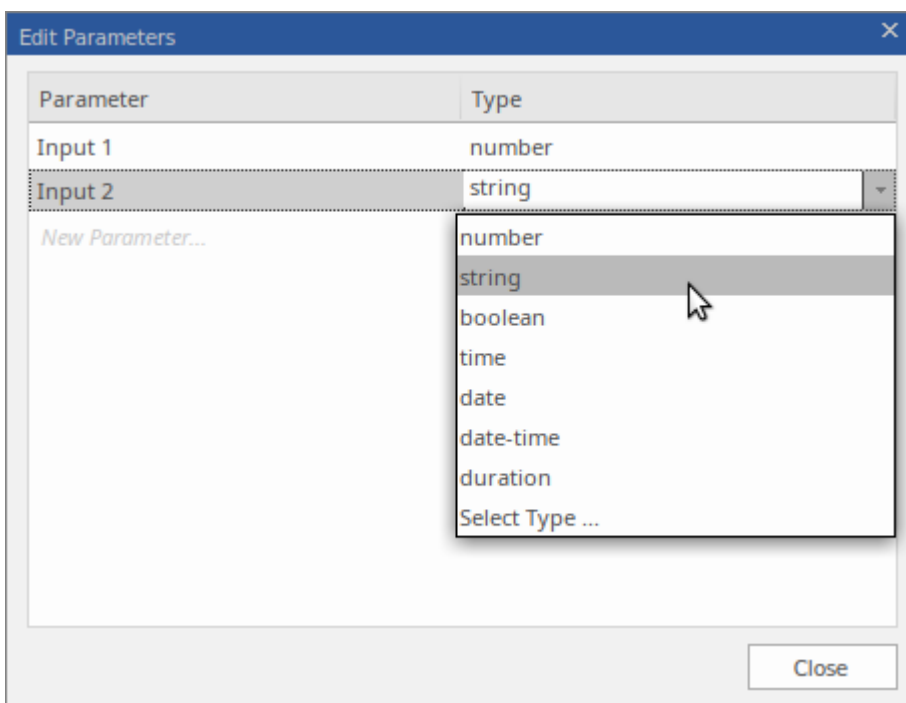 Edit Parameters
Parameter Type
Input 1 number
Input 2 string
New Parameter...
number
string
boolean
time
date
date-time
duration
Select Type ...
Close